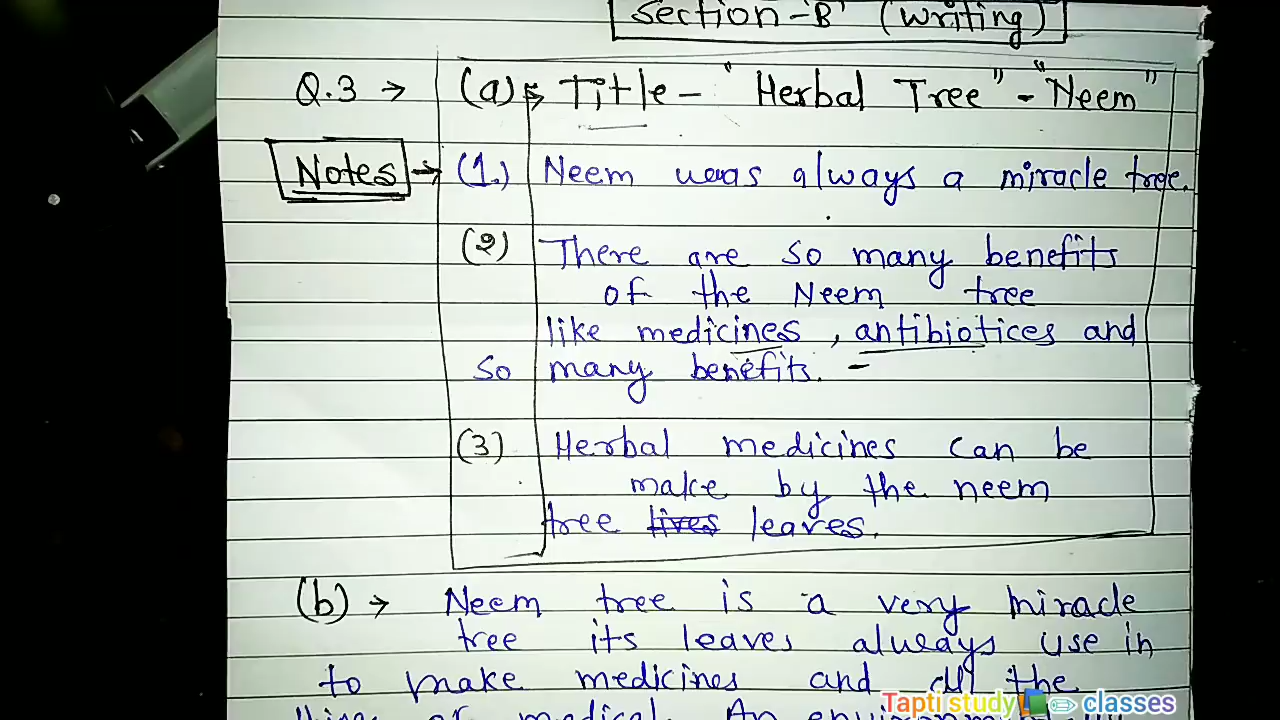 Section-'B' (Writing)
Q.3 → (a) Title - "Herbal Tree" - "Neem"
Notes → (1.) Neem was always a miracle tree.
(2) There are so many benefits
of the Neem tree
like medicines, antibiotices and
so many benefits. -
(3) Herbal medicines can be
make by the neem
tree lives leaves.
(b) → Neem tree is a very miracle
tree its leaves always use in
to make medicines and all the
of medical. An
Tapti study classes